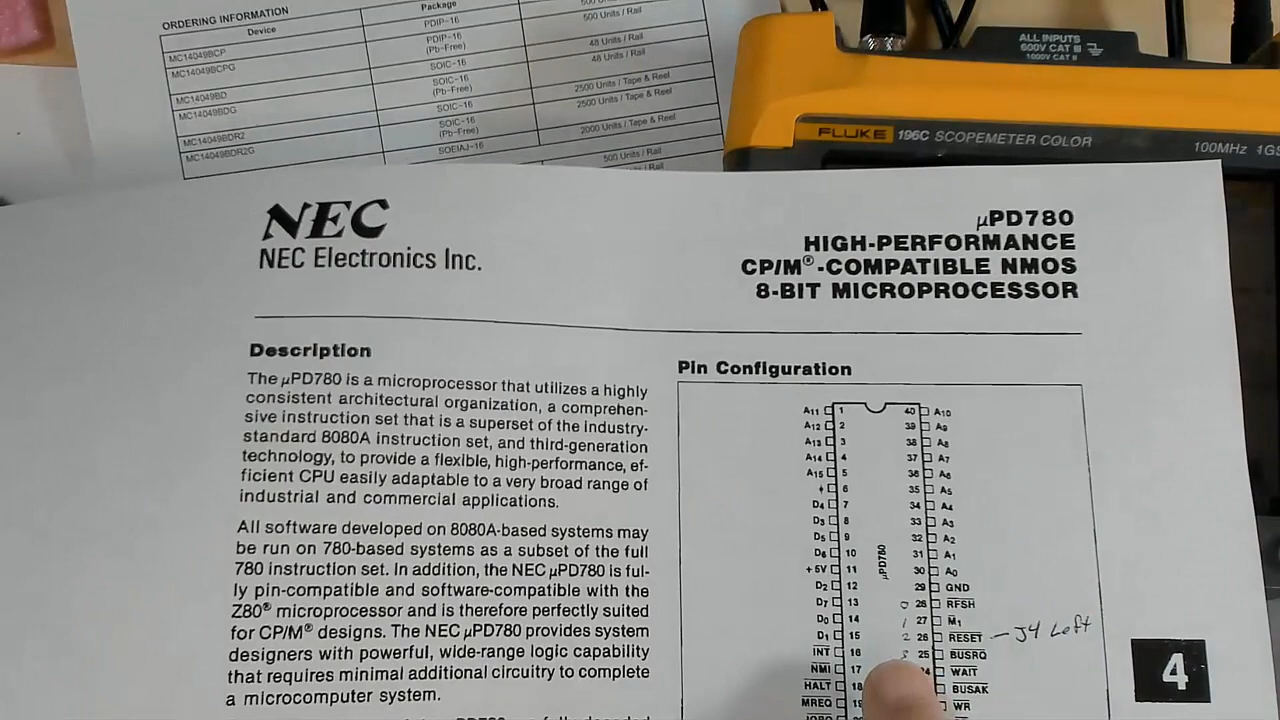 ORDERING INFORMATION
Device
Package
MC14049BCP
PDIP-16
500 Units / Rail
MC14049BCPG
PDIP-16
(Pb-Free)
MC14049BD
SOIC-16
48 Units / Rail
MC14049BDG
SOIC-16
(Pb-Free)
48 Units / Rail
MC14049BDR2
SOIC-16
2500 Units / Tape & Reel
MC14049BDR2G
SOIC-16
(Pb-Free)
2500 Units / Tape & Reel
SOEIAJ-16
2000 Units / Tape & Reel
500 Units / Rail
ALL INPUTS
600V CAT III
1000V CAT II
FLUKE 196C SCOPEMETER COLOR
100MHz 1GS
NEC
NEC Electronics Inc.
µPD780
HIGH-PERFORMANCE
CP/M®-COMPATIBLE NMOS
8-BIT MICROPROCESSOR
Description
The µPD780 is a microprocessor that utilizes a highly
consistent architectural organization, a comprehen-
sive instruction set that is a superset of the industry-
standard 8080A instruction set, and third-generation
technology, to provide a flexible, high-performance, ef-
ficient CPU easily adaptable to a very broad range of
industrial and commercial applications.
All software developed on 8080A-based systems may
be run on 780-based systems as a subset of the full
780 instruction set. In addition, the NEC µPD780 is ful-
ly pin-compatible and software-compatible with the
Z80® microprocessor and is therefore perfectly suited
for CP/M® designs. The NEC µPD780 provides system
designers with powerful, wide-range logic capability
that requires minimal additional circuitry to complete
a microcomputer system.
Pin Configuration
A11 1 40 A10
A12 2 39 A9
A13 3 38 A8
A14 4 37 A7
A15 5 36 A6
ϕ 6 35 A5
D4 7 34 A4
D3 8 33 A3
D5 9 32 A2
D6 10 31 A1
+5V 11 30 A0
D2 12 29 GND
D7 13 0 28 RFSH
D0 14 1 27 M1
D1 15 2 26 RESET — J4 Left
INT 16 3 25 BUSRQ
NMI 17 WAIT
HALT 18 BUSAK
MREQ WR
µPD780
4